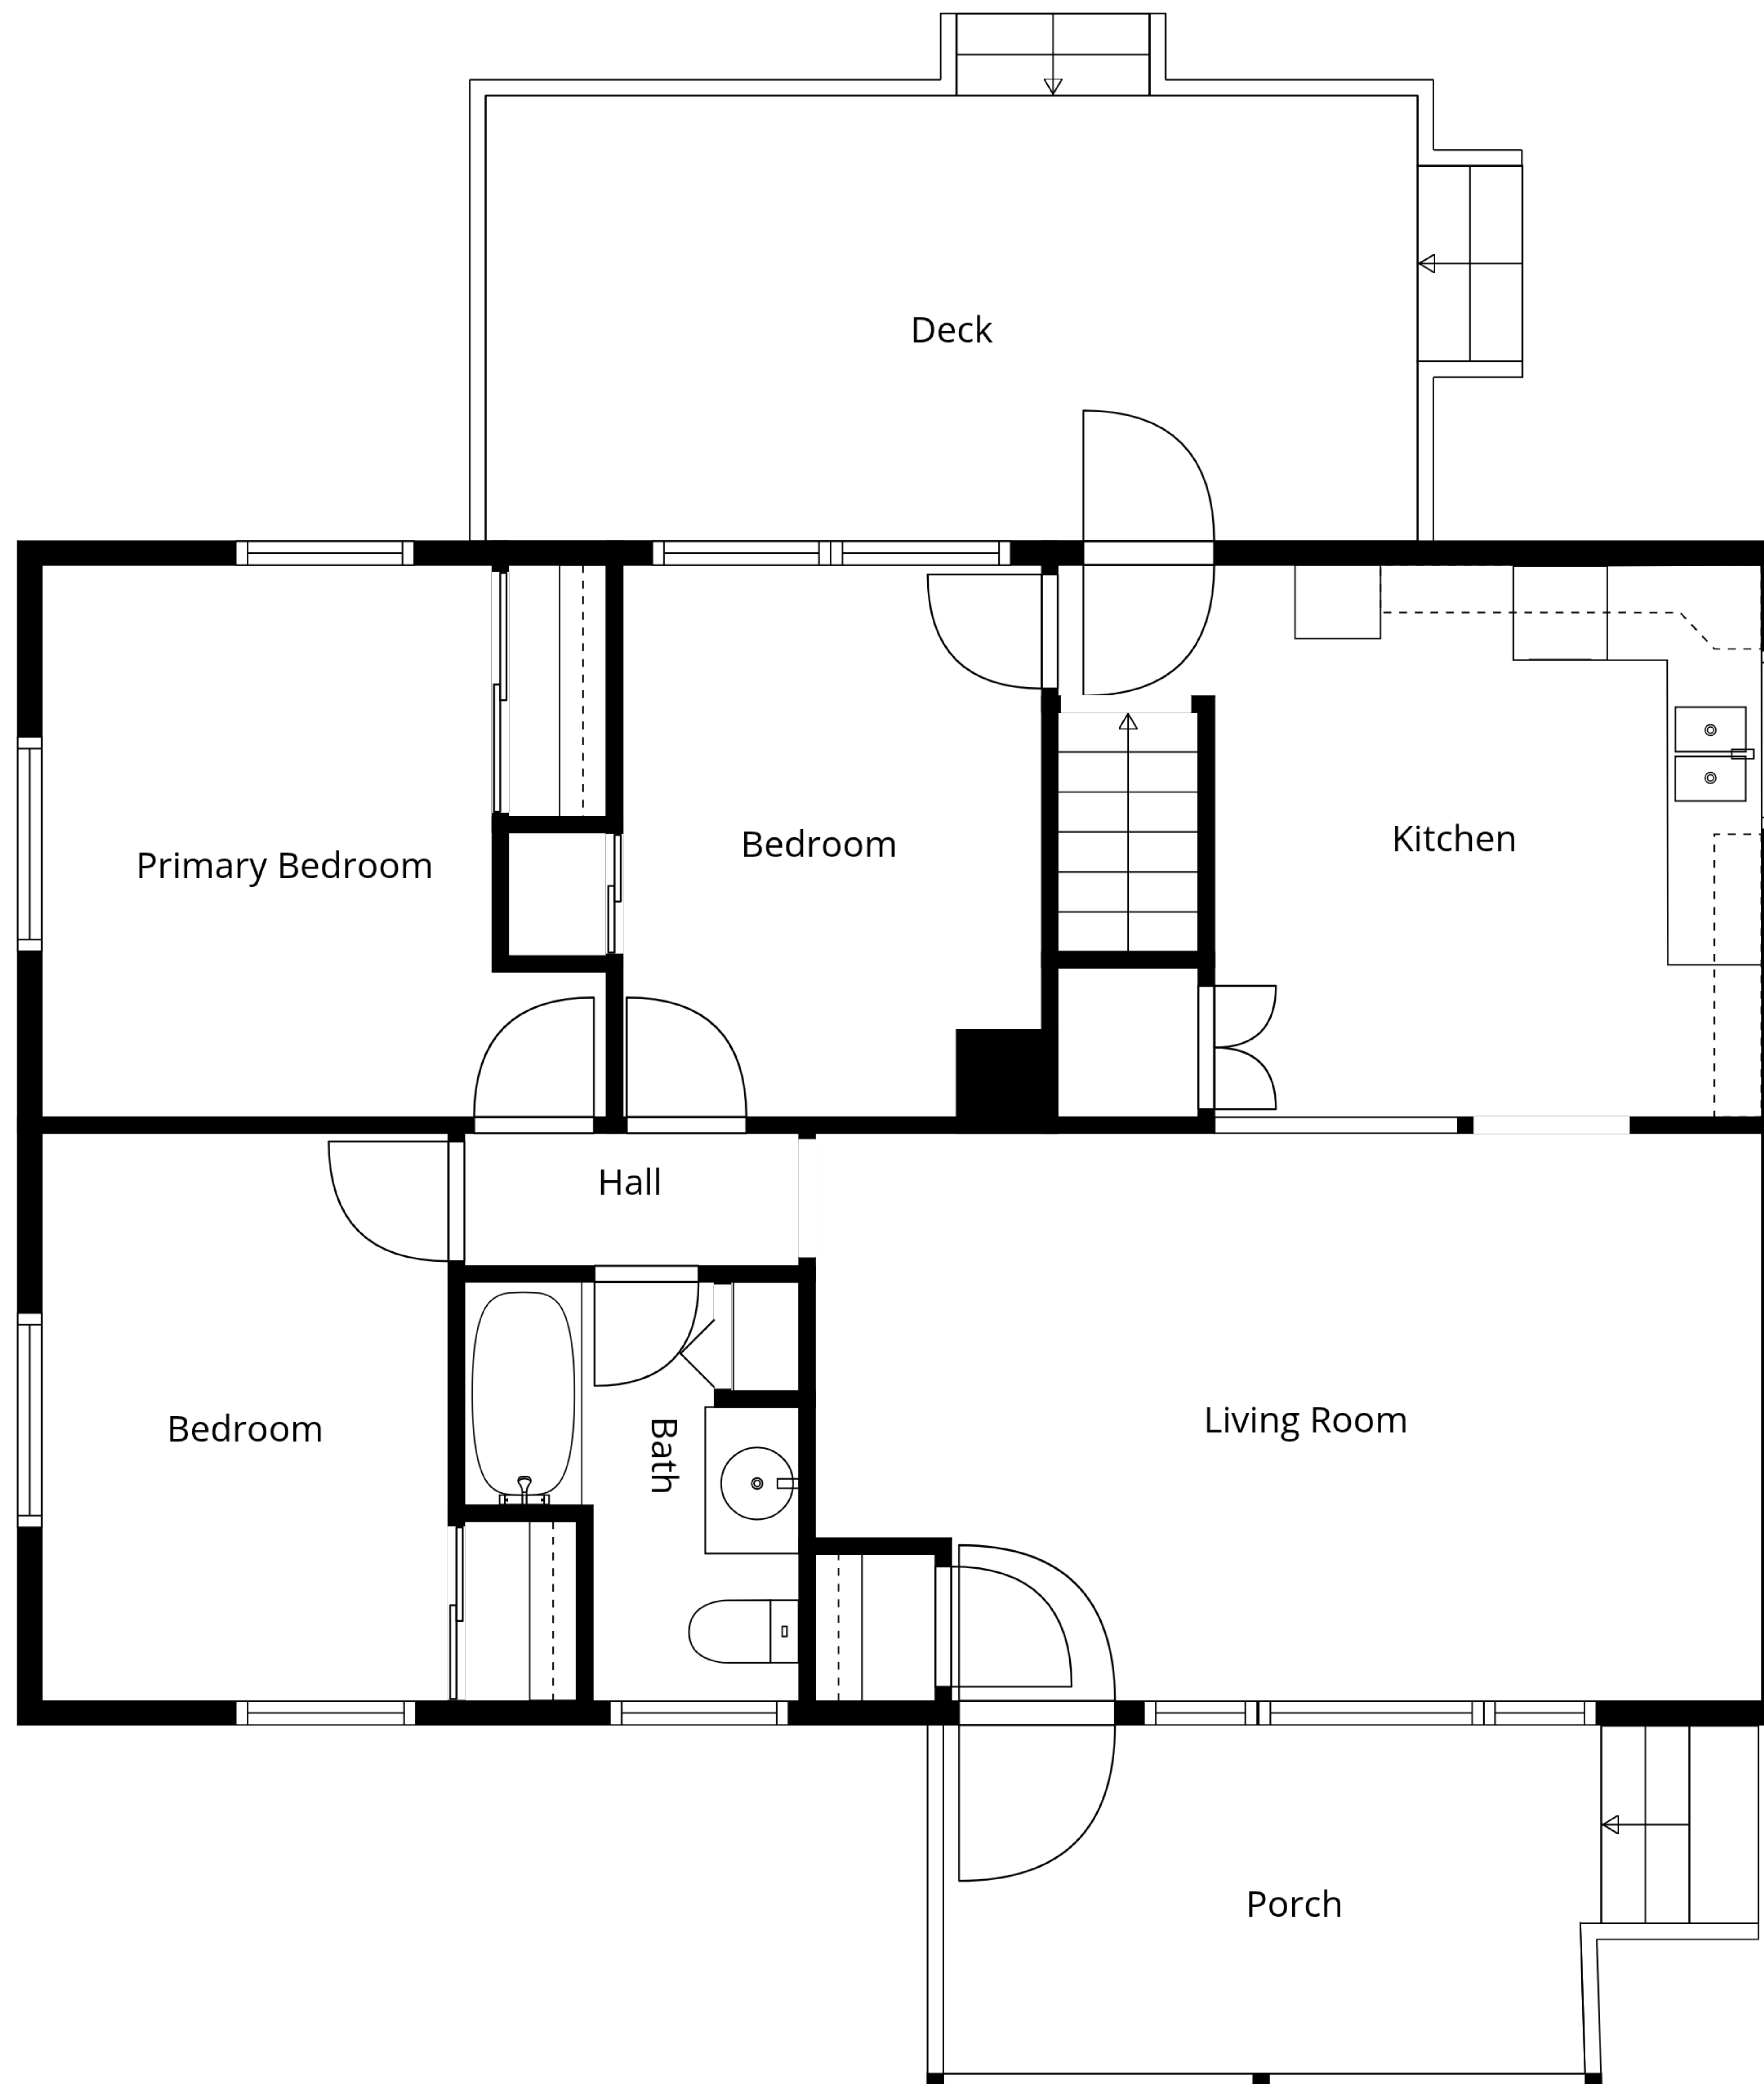 Deck
Primary Bedroom
Bedroom
Kitchen
Hall
Bedroom
Bath
Living Room
Porch